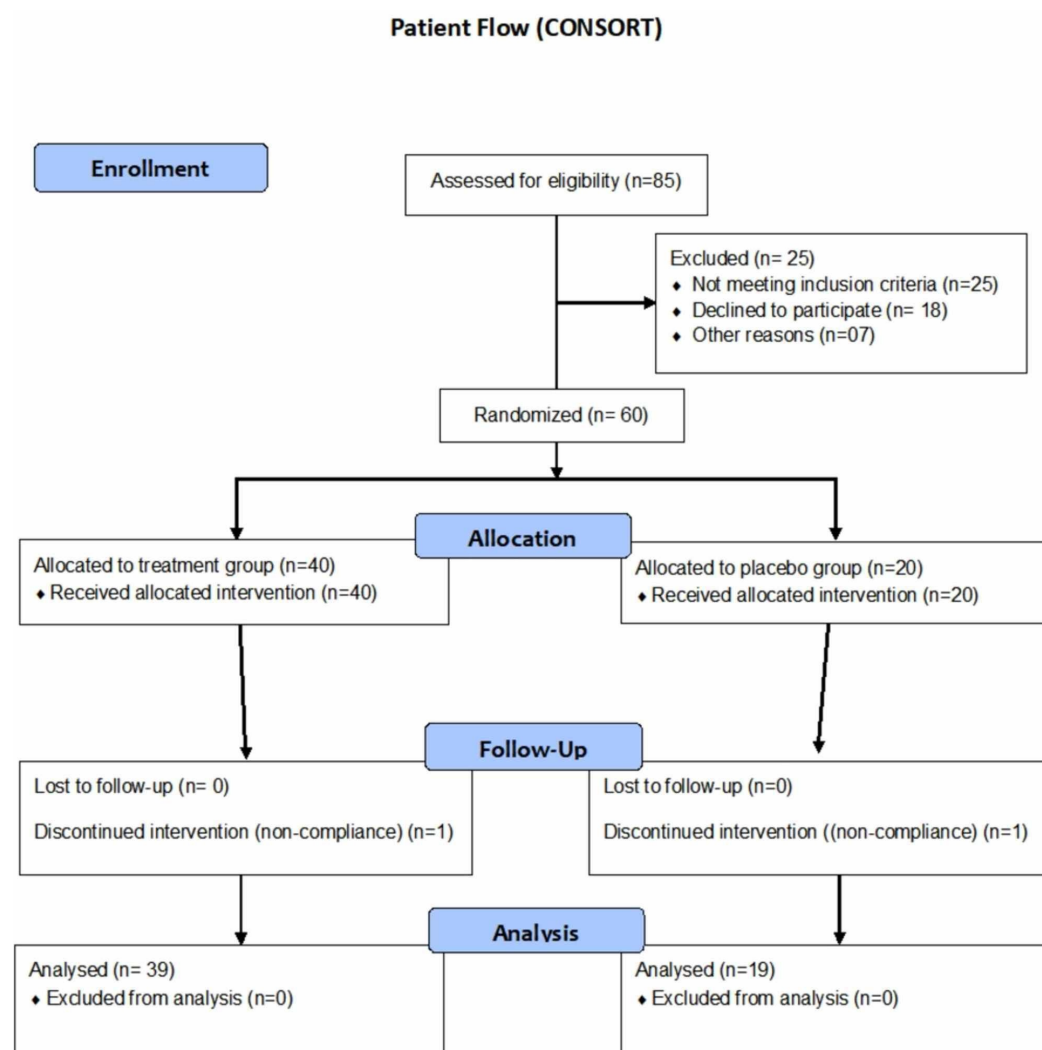 Patient Flow (CONSORT)
Enrollment
Assessed for eligibility (n=85)
Excluded (n= 25)
♦ Not meeting inclusion criteria (n=25)
♦ Declined to participate (n= 18)
♦ Other reasons (n=07)
Randomized (n= 60)
Allocation
Allocated to treatment group (n=40)
♦ Received allocated intervention (n=40)
Allocated to placebo group (n=20)
♦ Received allocated intervention (n=20)
Follow-Up
Lost to follow-up (n= 0)
Discontinued intervention (non-compliance) (n=1)
Lost to follow-up (n=0)
Discontinued intervention ((non-compliance) (n=1)
Analysis
Analysed (n= 39)
♦ Excluded from analysis (n=0)
Analysed (n=19)
♦ Excluded from analysis (n=0)